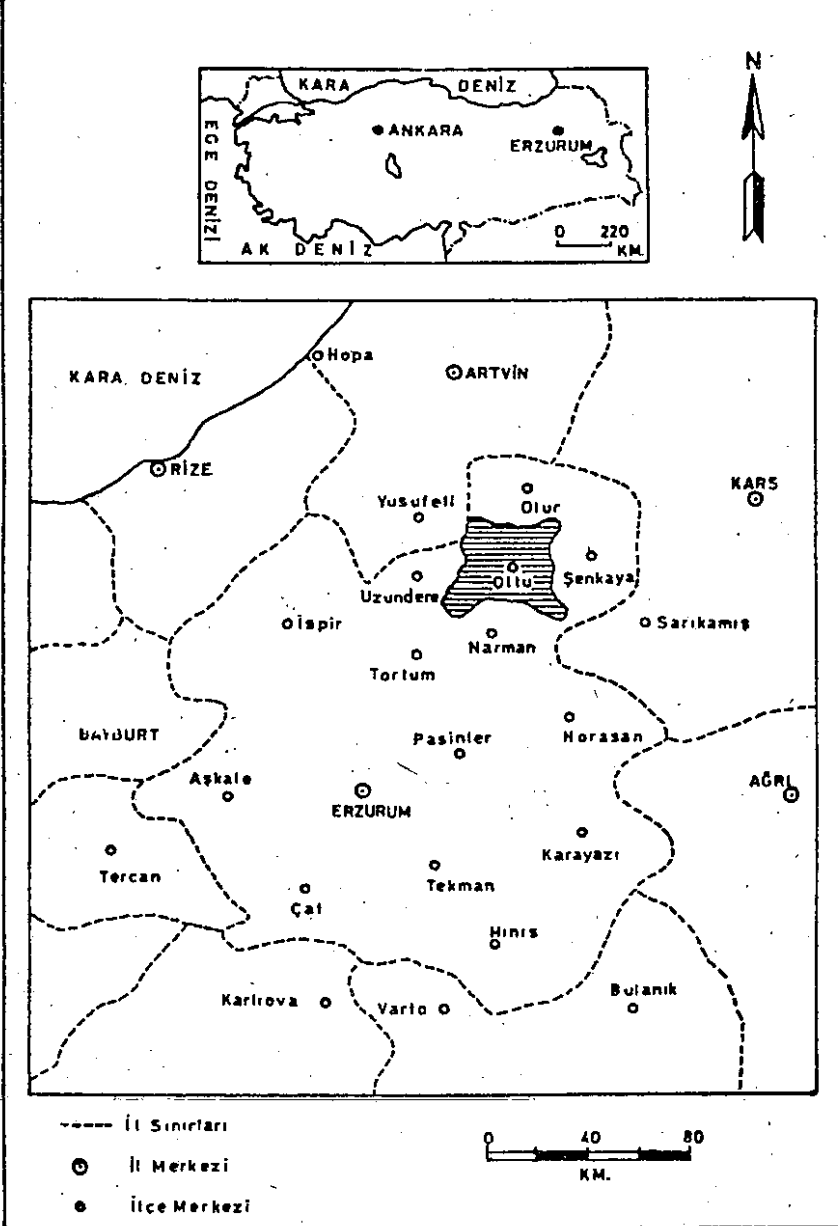 N
KARA DENİZ
EGE DENİZİ
ANKARA
ERZURUM
AK DENİZ
0 220
KM.
Hopa
KARA DENİZ
ARTVİN
RİZE
KARS
Yusufeli
Olur
Oltu
Şenkaya
Uzundere
İspir
Narman
Sarıkamış
Tortum
BAYBURT
Pasinler
Horasan
Aşkale
ERZURUM
AĞRI
Karayazı
Tercan
Tekman
Çat
Hınıs
Karlıova
Varto
Bulanık
İl Sınırları
İl Merkezi
İlçe Merkezi
0 40 80
KM.